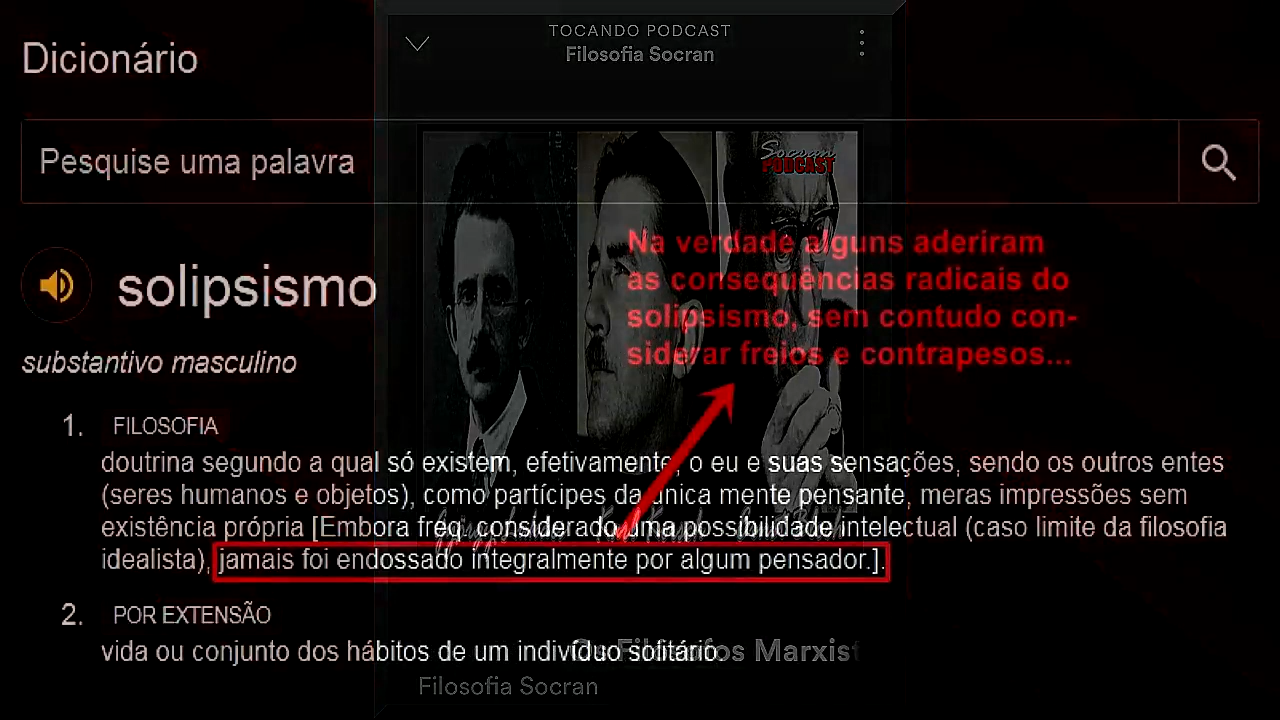 TOCANDO PODCAST
Filosofia Socran
Dicionário
Pesquise uma palavra
Socran
PODCAST
Na verdade alguns aderiram
as consequências radicais do
solipsismo, sem contudo con-
siderar freios e contrapesos...
solipsismo
substantivo masculino
1. FILOSOFIA
doutrina segundo a qual só existem, efetivamente, o eu e suas sensações, sendo os outros entes
(seres humanos e objetos), como partícipes da única mente pensante, meras impressões sem
existência própria [Embora freq. considerado uma possibilidade intelectual (caso limite da filosofia
idealista), jamais foi endossado integralmente por algum pensador.].
2. POR EXTENSÃO
vida ou conjunto dos hábitos de um indivíduo solitário.
Filósofos Marxist
Filosofia Socran